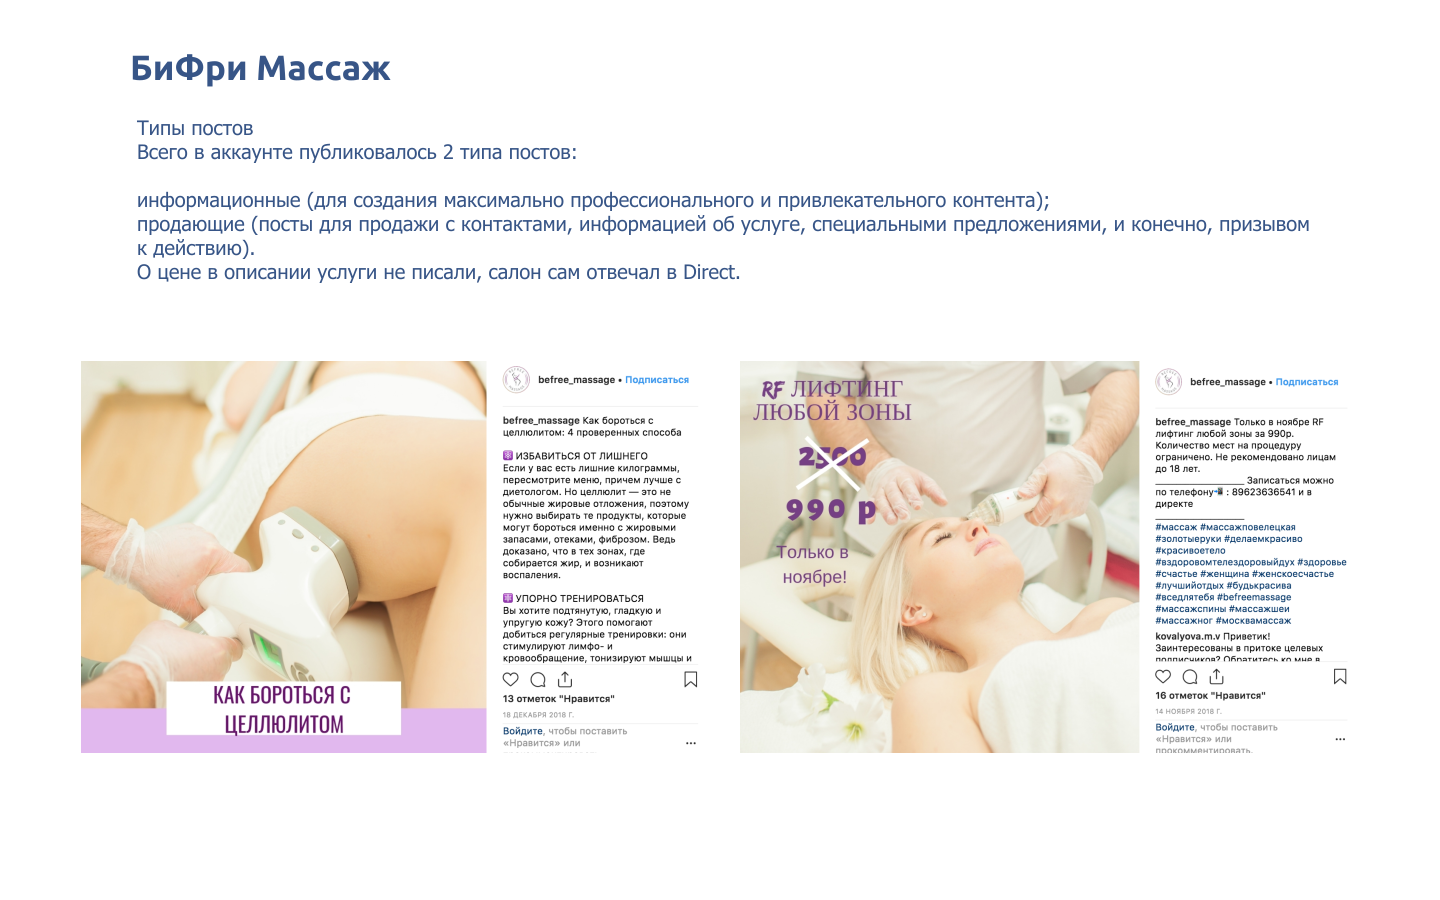 БиФри Массаж
Типы постов
Всего в аккаунте публиковалось 2 типа постов:
информационные (для создания максимально профессионального и привлекательного контента);
продающие (посты для продажи с контактами, информацией об услуге, специальными предложениями, и конечно, призывом
к действию).
О цене в описании услуги не писали, салон сам отвечал в Direct.
КАК БОРОТЬСЯ С
ЦЕЛЛЮЛИТОМ
befree_massage • Подписаться
befree_massage Как бороться с
целлюлитом: 4 проверенных способа
ИЗБАВИТЬСЯ ОТ ЛИШНЕГО
Если у вас есть лишние килограммы,
пересмотрите меню, причем лучше с
диетологом. Но целлюлит — это не
обычные жировые отложения, поэтому
нужно выбирать те продукты, которые
могут бороться именно с жировыми
запасами, отеками, фиброзом. Ведь
доказано, что в тех зонах, где
собирается жир, и возникают
воспаления.
УПОРНО ТРЕНИРОВАТЬСЯ
Вы хотите подтянутую, гладкую и
упругую кожу? Этого помогают
добиться регулярные тренировки: они
стимулируют лимфо- и
кровообращение, тонизируют мышцы и
13 отметок "Нравится"
18 ДЕКАБРЯ 2018 Г.
Войдите, чтобы поставить
«Нравится» или
RF ЛИФТИНГ
ЛЮБОЙ ЗОНЫ
2500
990 р
Только в
ноябре!
befree_massage • Подписаться
befree_massage Только в ноябре RF
лифтинг любой зоны за 990р.
Количество мест на процедуру
ограничено. Не рекомендовано лицам
до 18 лет.
__________________ Записаться можно
по телефону📲 : 89623636541 и в
директе
__________________
#массаж #массажповелецкая
#золотыеруки #делаемкрасиво
#красивоетело
#вздоровомтелездоровыйдух #здоровье
#счастье #женщина #женскоесчастье
#лучшийотдых #будькрасива
#вседлятебя #befreemassage
#массажспины #массажшеи
#массажног #москвамассаж
kovalyova.m.v Приветик!
Заинтересованы в притоке целевых
подписчиков? Обратитесь ко мне в
16 отметок "Нравится"
14 НОЯБРЯ 2018 Г.
Войдите, чтобы поставить
«Нравится» или
прокомментировать.